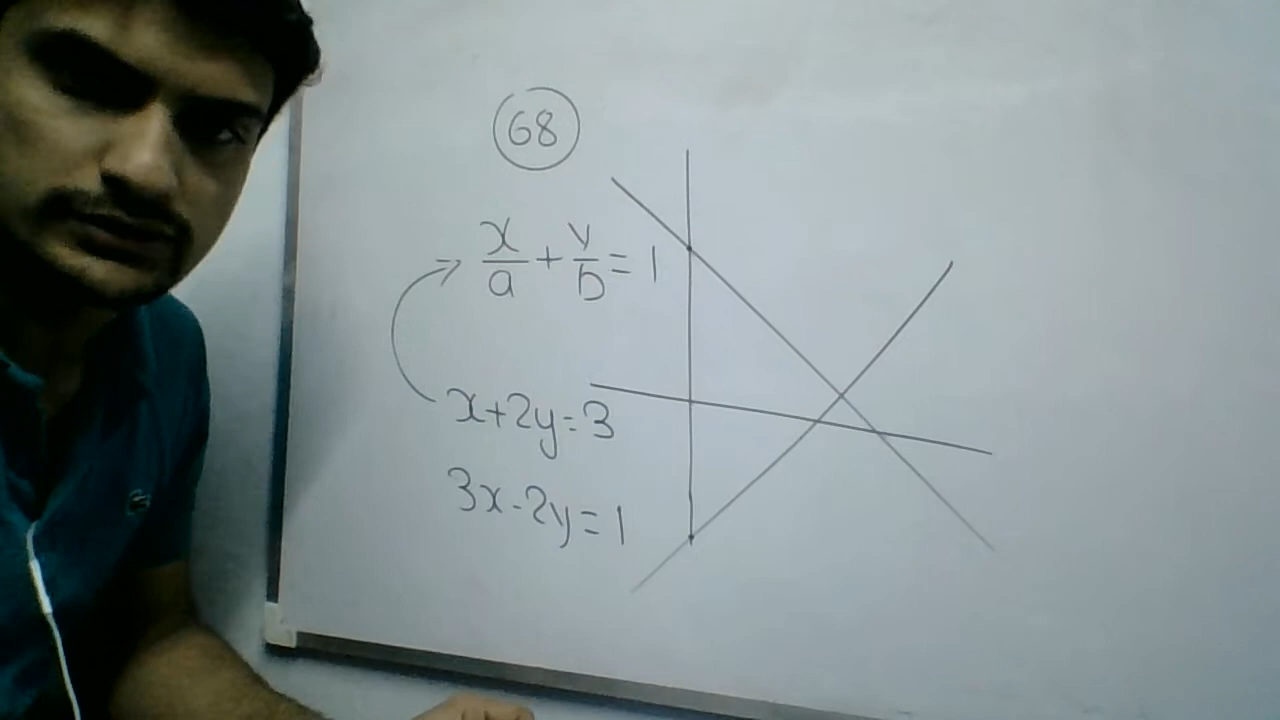 68
x/a + y/b = 1
x+2y=3
3x-2y=1